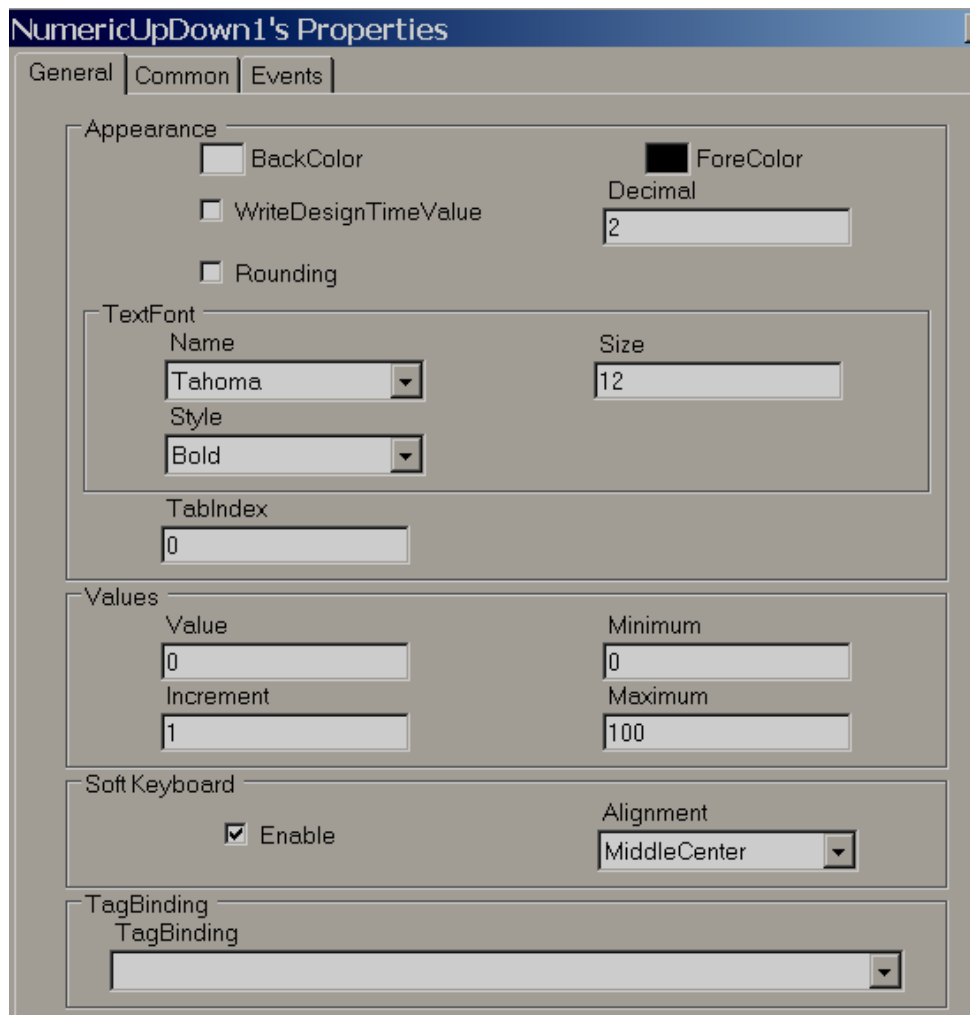 NumericUpDown1's Properties
General Common Events
Appearance
BackColor ForeColor
WriteDesignTimeValue Decimal
2
Rounding
TextFont
Name Size
Tahoma 12
Style
Bold
TabIndex
0
Values
Value Minimum
0 0
Increment Maximum
1 100
Soft Keyboard
Enable Alignment
MiddleCenter
TagBinding
TagBinding